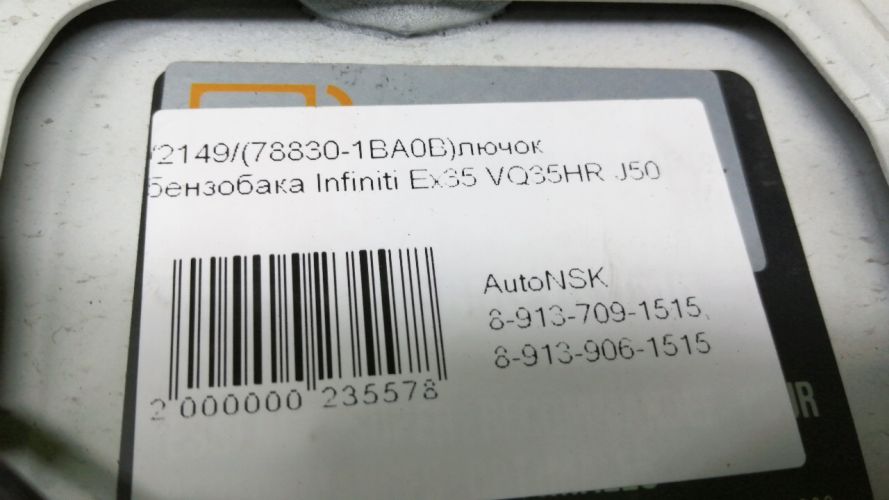 2149/(78830-1BA0B)лючок
бензобака Infiniti Ex35 VQ35HR J50
AutoNSK
8-913-709-1515,
8-913-906-1515
2 000000 235578